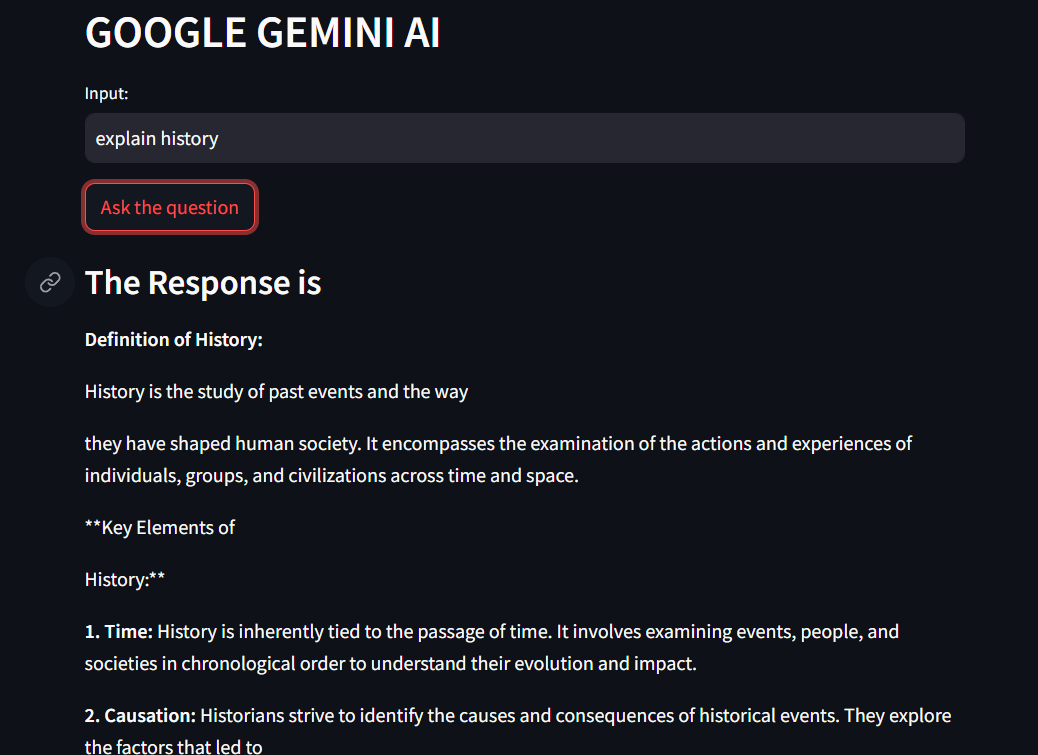 GOOGLE GEMINI AI
Input:
explain history
Ask the question
The Response is
Definition of History:
History is the study of past events and the way
they have shaped human society. It encompasses the examination of the actions and experiences of
individuals, groups, and civilizations across time and space.
**Key Elements of
History:**
1. Time: History is inherently tied to the passage of time. It involves examining events, people, and
societies in chronological order to understand their evolution and impact.
2. Causation: Historians strive to identify the causes and consequences of historical events. They explore
the factors that led to